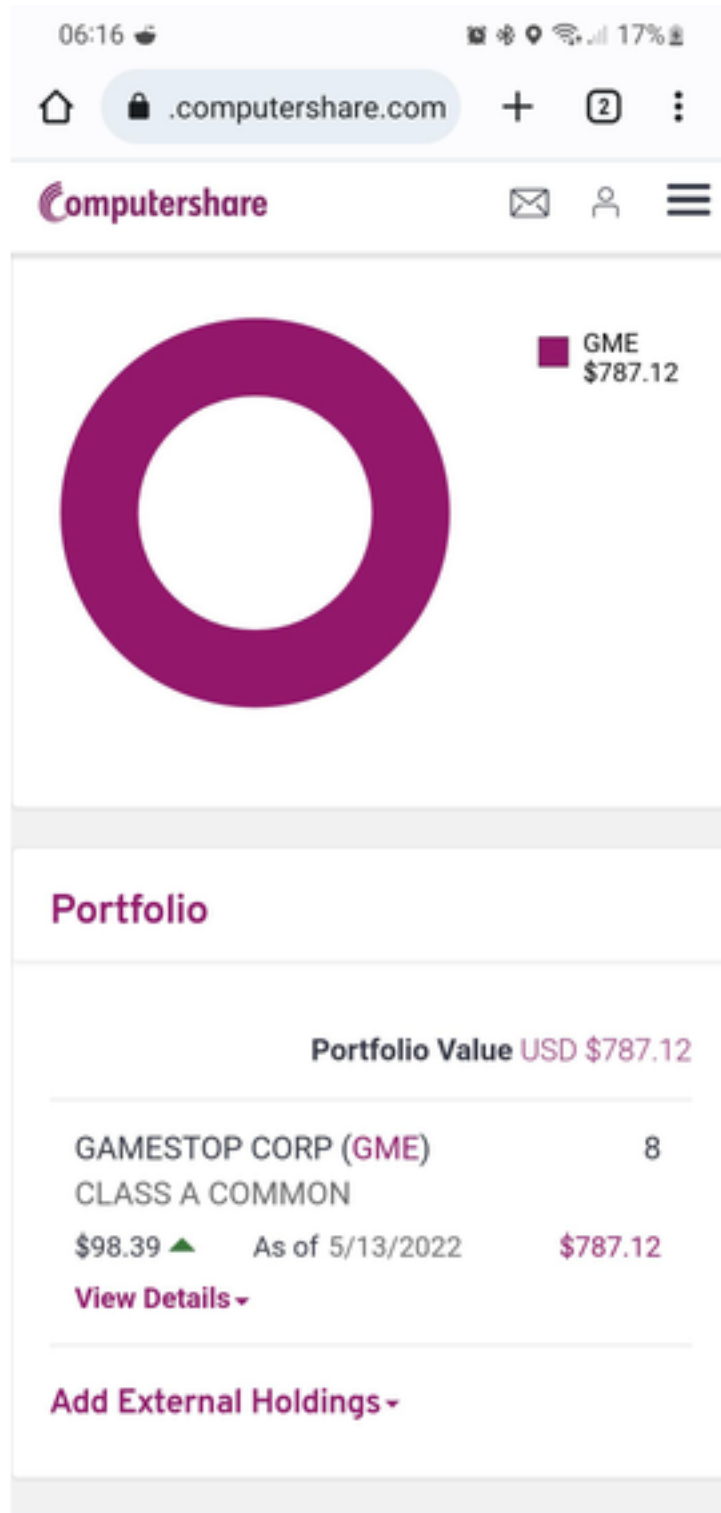 06:16 17%
.computershare.com 2
Computershare
GME
$787.12
Portfolio
Portfolio Value USD $787.12
GAMESTOP CORP (GME) 8
CLASS A COMMON
$98.39 As of 5/13/2022 $787.12
View Details
Add External Holdings